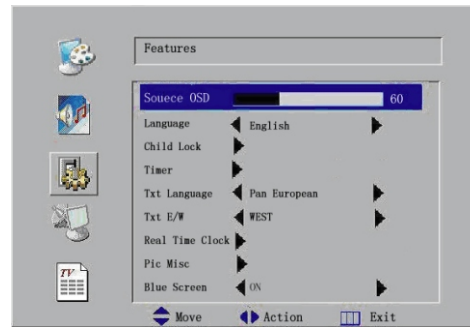 Features
Souece OSD 60
Language English
Child Lock
Timer
Txt Language Pan European
Txt E/W WEST
Real Time Clock
Pic Misc
Blue Screen ON
TV
Move Action Exit